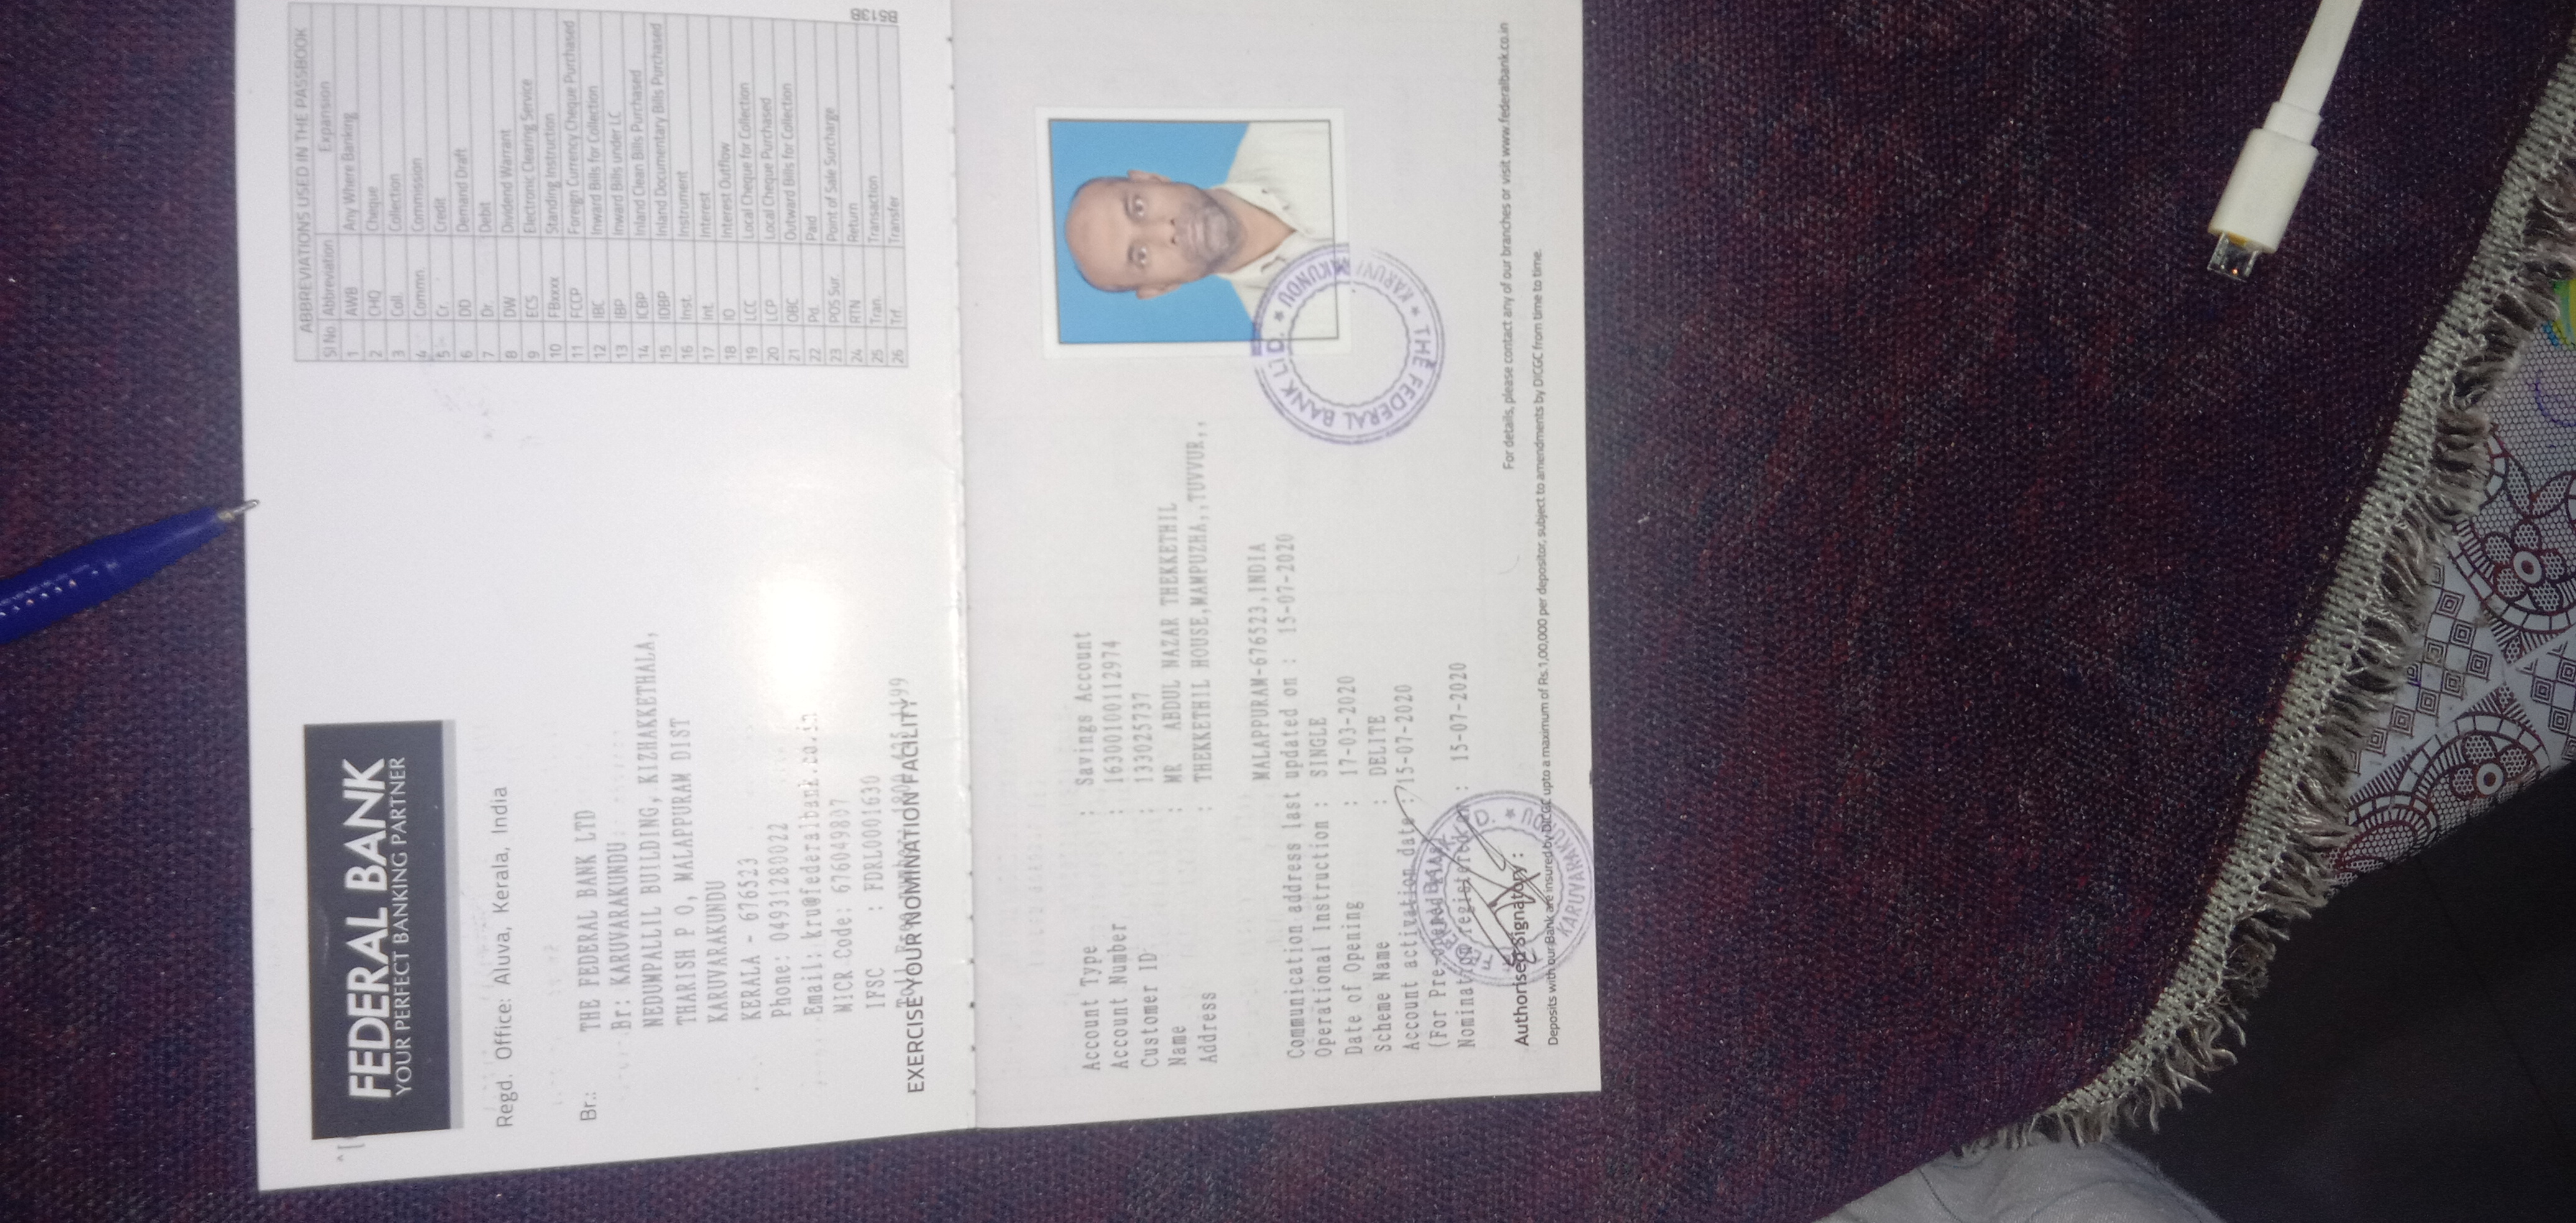 FEDERAL BANK
YOUR PERFECT BANKING PARTNER
Regd. Office: Aluva, Kerala, India
Br.: THE FEDERAL BANK LTD
Br: KARUVARAKUNDU
NEDUMPALLIL BUILDING, KIZHAKKETHALA,
THARISH P O, MALAPPURAM DIST
KARUVARAKUNDU
KERALA - 676523
Phone: 04931280022
Email: kru@federalbank.co.in
MICR Code: 676049807
IFSC : FDRL0001630
EXERCISE YOUR NOMINATION FACILITY
ABBREVIATIONS USED IN THE PASSBOOK
Sl No Abbreviation Expansion
1 AWB Any Where Banking
2 CHQ Cheque
3 Coll. Collection
4 Commn. Commission
5 Cr. Credit
6 DD Demand Draft
7 Dr. Debit
8 DW Dividend Warrant
9 ECS Electronic Clearing Service
10 FBxxxx Standing Instruction
11 FCCP Foreign Currency Cheque Purchased
12 IBC Inward Bills for Collection
13 IBP Inward Bills under LC
14 ICBP Inland Clean Bills Purchased
15 IDBP Inland Documentary Bills Purchased
16 Inst. Instrument
17 Int. Interest
18 IO Interest Outflow
19 LCC Local Cheque for Collection
20 LCP Local Cheque Purchased
21 OBC Outward Bills for Collection
22 Pd. Paid
23 POS Sur. Point of Sale Surcharge
24 RTN Return
25 Tran. Transaction
26 Trf. Transfer
BS13B
Account Type : Savings Account
Account Number : 16300100112974
Customer ID : 133025737
Name : MR ABDUL NAZAR THEKKETHIL
Address : THEKKETHIL HOUSE,MAMPUZHA,,TUVVUR,,
MALAPPURAM-676523,INDIA
Communication address last updated on : 15-07-2020
Operational Instruction : SINGLE
Date of Opening : 17-03-2020
Scheme Name : DELITE
Account activation date : 15-07-2020
(For Pre-opened
Nomination registered on : 15-07-2020
Authorised Signatory :
THE FEDERAL BANK LTD. * KARUVARAKUNDU *
For details, please contact any of our branches or visit www.federalbank.co.in
Deposits with our Bank are insured by DICGC upto a maximum of Rs.1,00,000 per depositor, subject to amendments by DICGC from time to time.